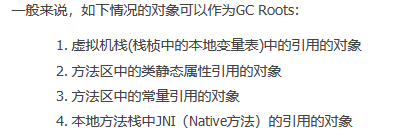 一般来说，如下情况的对象可以作为GC Roots:
1. 虚拟机栈(栈桢中的本地变量表)中的引用的对象
2. 方法区中的类静态属性引用的对象
3. 方法区中的常量引用的对象
4. 本地方法栈中JNI（Native方法）的引用的对象